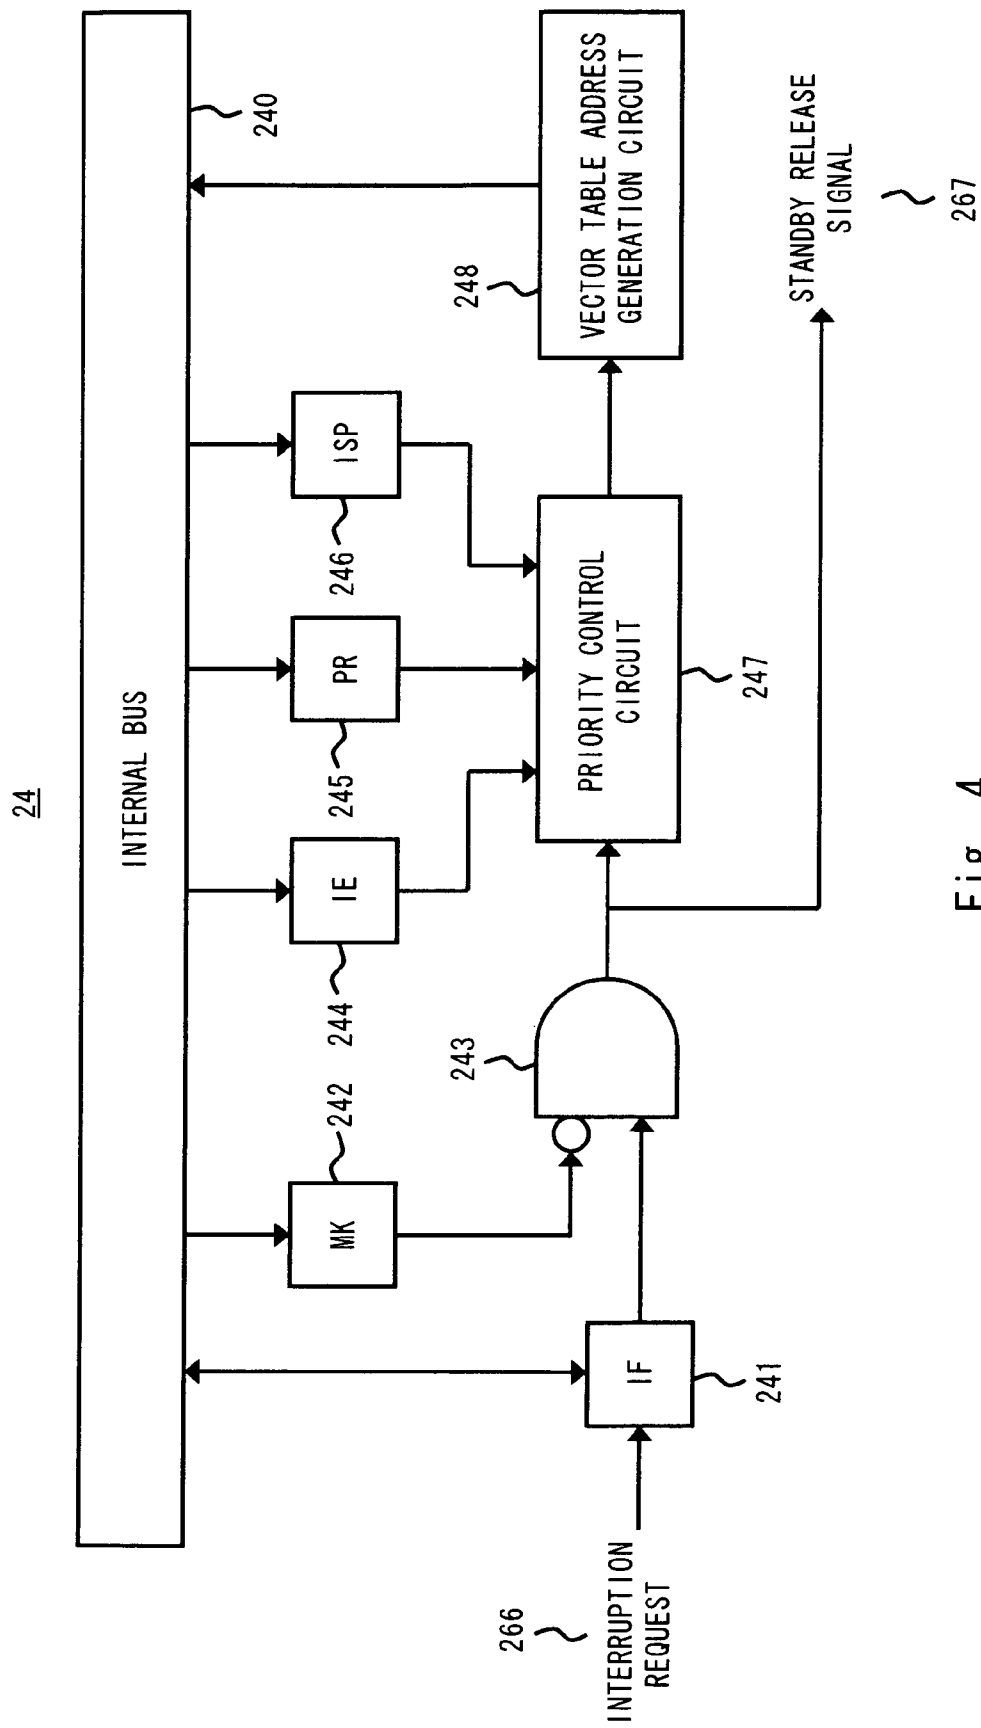 24
INTERNAL BUS
240
MK
242
IE
244
PR
245
ISP
246
248
VECTOR TABLE ADDRESS
GENERATION CIRCUIT
243
PRIORITY CONTROL
CIRCUIT
247
IF
241
266
INTERRUPTION
REQUEST
STANDBY RELEASE
SIGNAL
267
Fig. 4